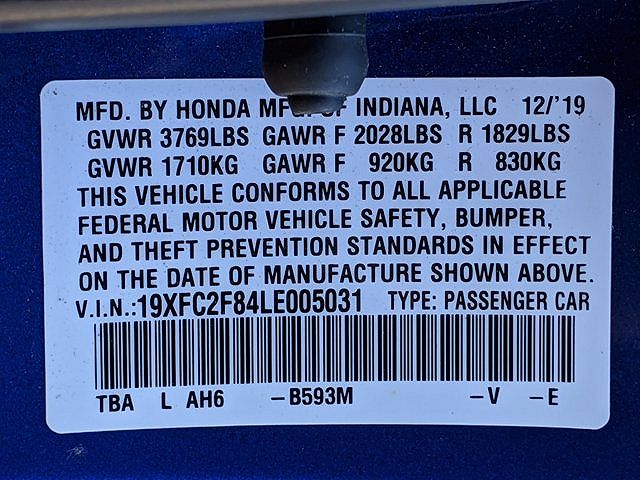 MFD. BY HONDA MFG. OF INDIANA, LLC 12/'19
GVWR 3769LBS GAWR F 2028LBS R 1829LBS
GVWR 1710KG GAWR F 920KG R 830KG
THIS VEHICLE CONFORMS TO ALL APPLICABLE
FEDERAL MOTOR VEHICLE SAFETY, BUMPER,
AND THEFT PREVENTION STANDARDS IN EFFECT
ON THE DATE OF MANUFACTURE SHOWN ABOVE.
V.I.N.:19XFC2F84LE005031 TYPE: PASSENGER CAR
TBA L AH6 -B593M -V -E